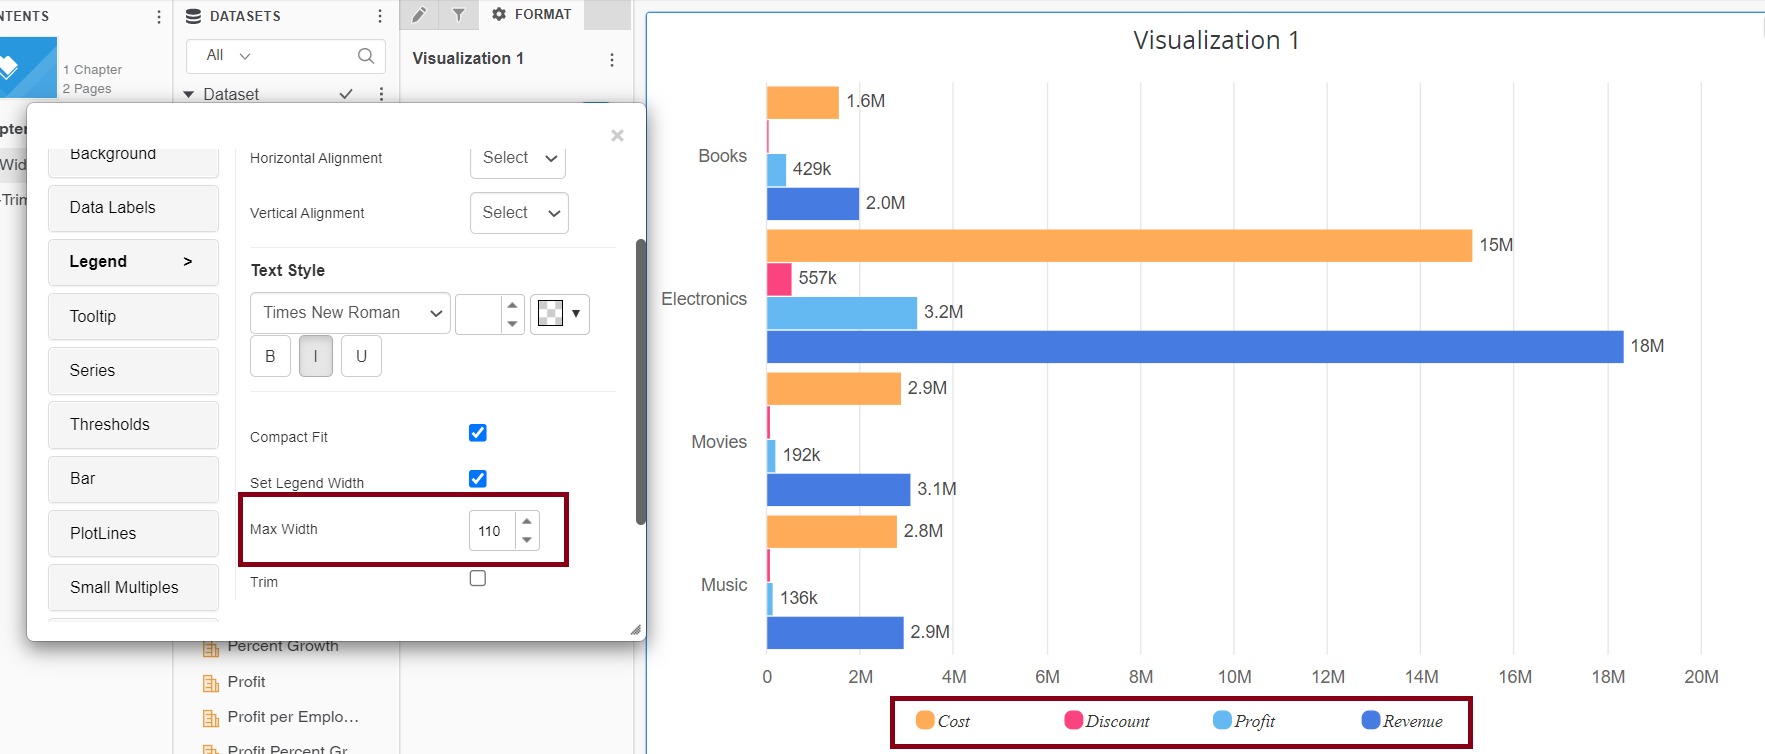 NTENTS
1 Chapter
2 Pages
pter
Wid
-Trim
DATASETS
All
Dataset
FORMAT
Visualization 1
×
Background
Data Labels
Legend >
Tooltip
Series
Thresholds
Bar
PlotLines
Small Multiples
Horizontal Alignment Select
Vertical Alignment Select
Text Style
Times New Roman
B I U
Compact Fit
Set Legend Width
Max Width 110
Trim
Percent Growth
Profit
Profit per Emplo...
Profit Percent Gr
Visualization 1
1.6M
Books
429k
2.0M
15M
557k
Electronics
3.2M
18M
2.9M
Movies
192k
3.1M
2.8M
Music
136k
2.9M
0 2M 4M 6M 8M 10M 12M 14M 16M 18M 20M
Cost Discount Profit Revenue